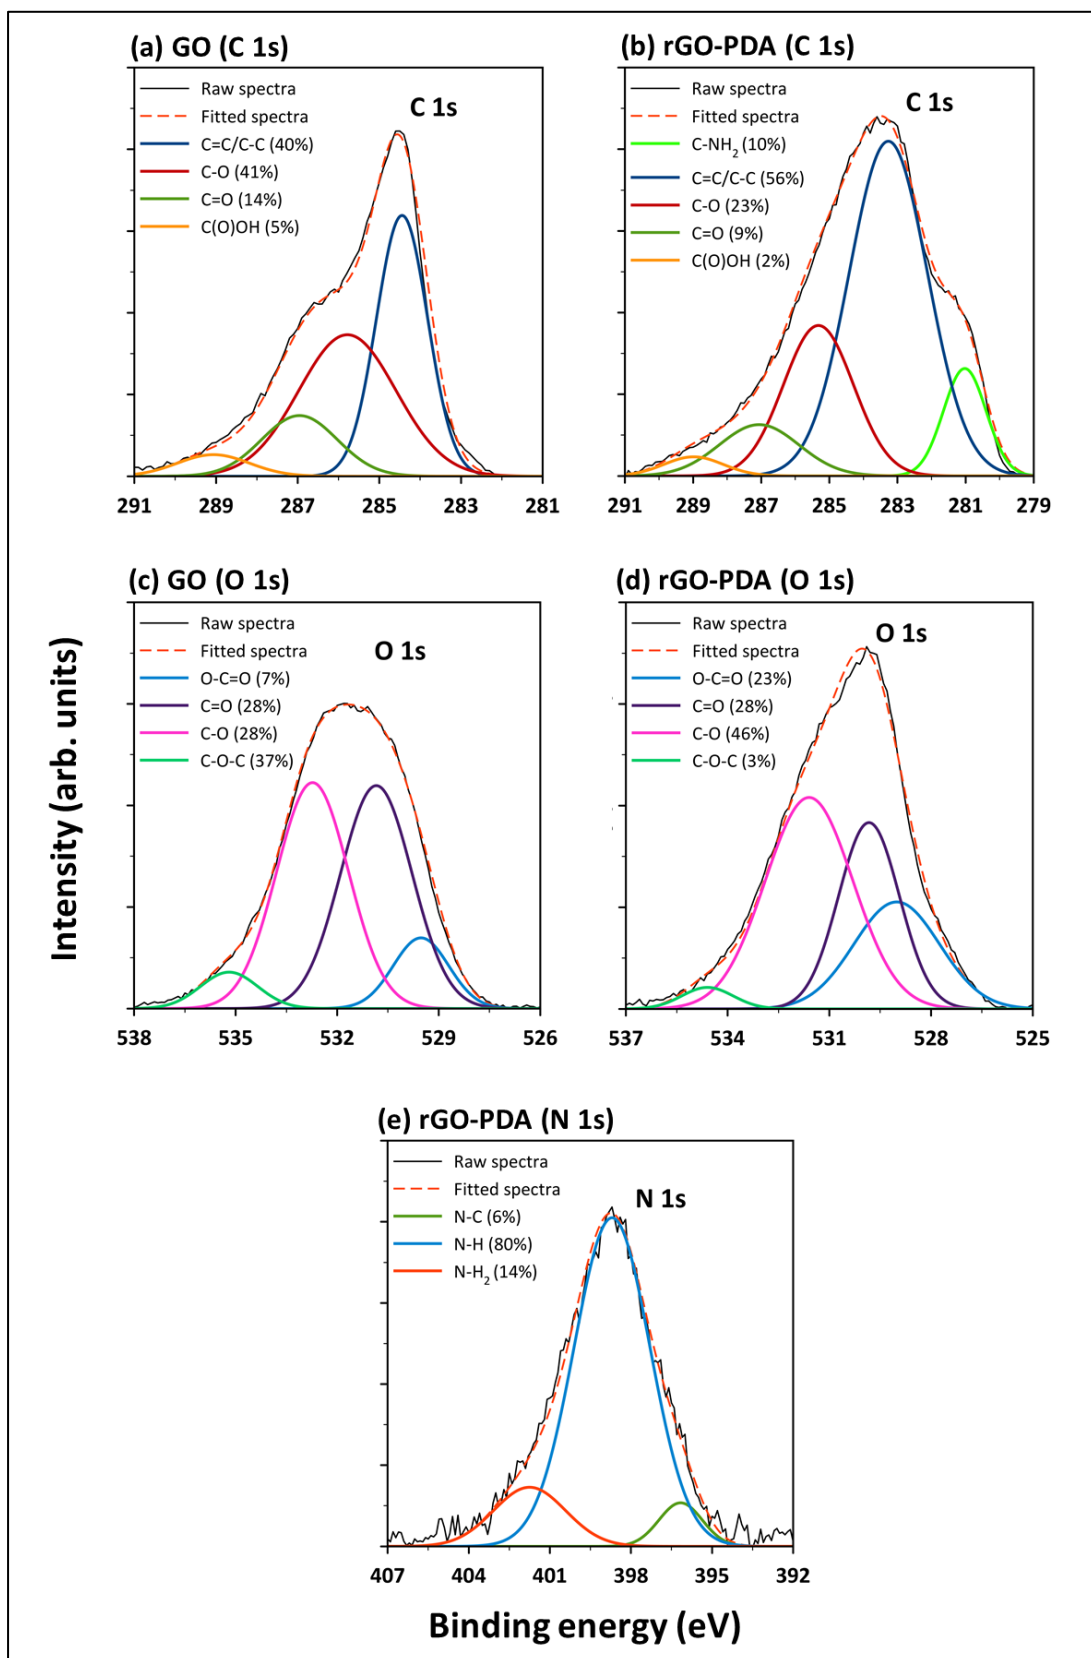 (a) GO (C 1s)
Raw spectra
Fitted spectra
C=C/C-C (40%)
C-O (41%)
C=O (14%)
C(O)OH (5%)
C 1s
291 289 287 285 283 281
(b) rGO-PDA (C 1s)
Raw spectra
Fitted spectra
C-NH2 (10%)
C=C/C-C (56%)
C-O (23%)
C=O (9%)
C(O)OH (2%)
C 1s
291 289 287 285 283 281 279
(c) GO (O 1s)
Raw spectra
Fitted spectra
O-C=O (7%)
C=O (28%)
C-O (28%)
C-O-C (37%)
O 1s
538 535 532 529 526
(d) rGO-PDA (O 1s)
Raw spectra
Fitted spectra
O-C=O (23%)
C=O (28%)
C-O (46%)
C-O-C (3%)
O 1s
537 534 531 528 525
Intensity (arb. units)
(e) rGO-PDA (N 1s)
Raw spectra
Fitted spectra
N-C (6%)
N-H (80%)
N-H2 (14%)
N 1s
407 404 401 398 395 392
Binding energy (eV)